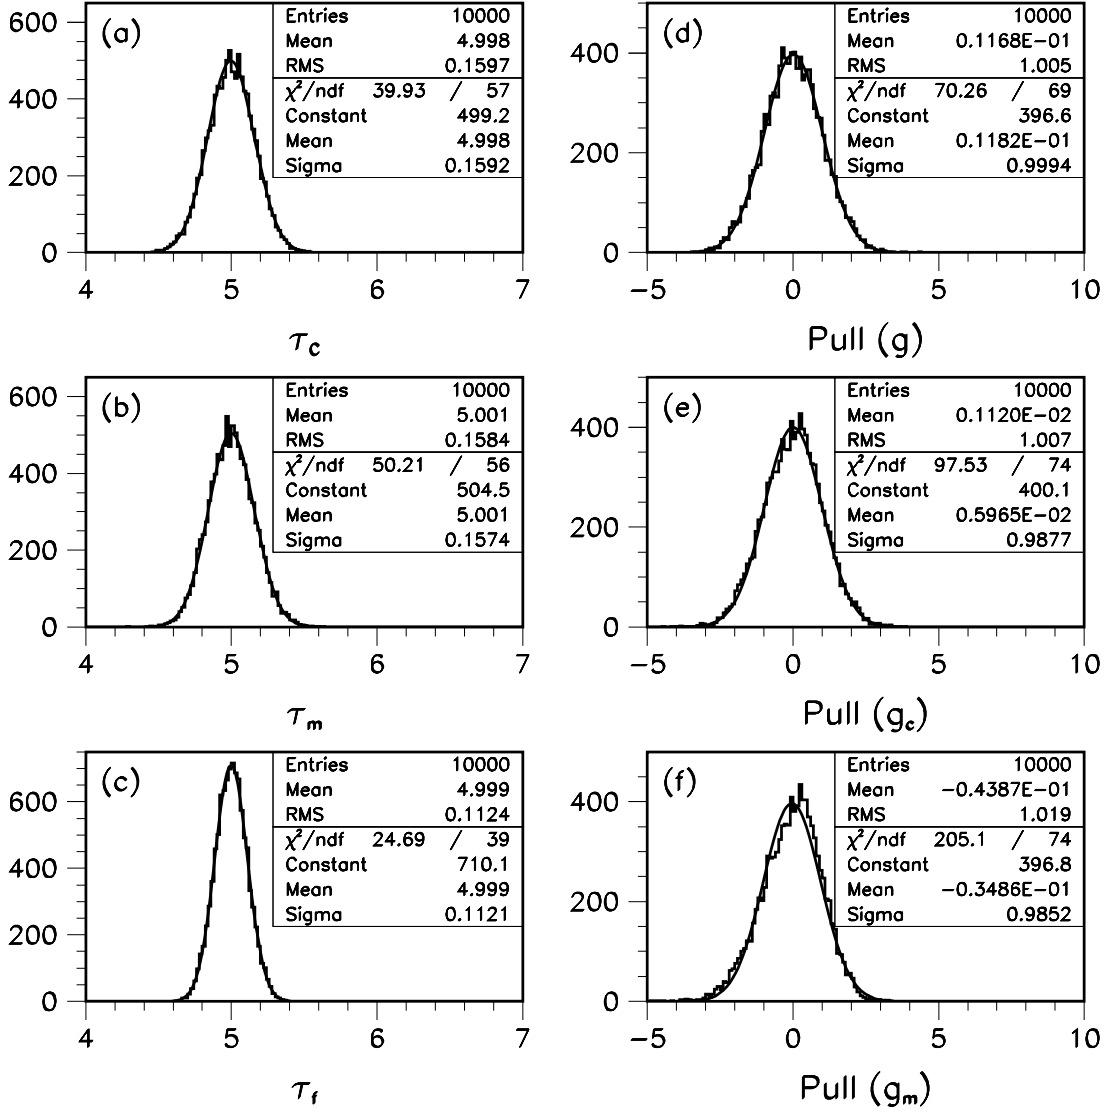 (a)
Entries 10000
Mean 4.998
RMS 0.1597
χ²/ndf 39.93 / 57
Constant 499.2
Mean 4.998
Sigma 0.1592
600
400
200
0
4 5 6 7
τc
(d)
Entries 10000
Mean 0.1168E−01
RMS 1.005
χ²/ndf 70.26 / 69
Constant 396.6
Mean 0.1182E−01
Sigma 0.9994
400
200
0
−5 0 5 10
Pull (g)
(b)
Entries 10000
Mean 5.001
RMS 0.1584
χ²/ndf 50.21 / 56
Constant 504.5
Mean 5.001
Sigma 0.1574
600
400
200
0
4 5 6 7
τm
(e)
Entries 10000
Mean 0.1120E−02
RMS 1.007
χ²/ndf 97.53 / 74
Constant 400.1
Mean 0.5965E−02
Sigma 0.9877
400
200
0
−5 0 5 10
Pull (gc)
(c)
Entries 10000
Mean 4.999
RMS 0.1124
χ²/ndf 24.69 / 39
Constant 710.1
Mean 4.999
Sigma 0.1121
600
400
200
0
4 5 6 7
τf
(f)
Entries 10000
Mean −0.4387E−01
RMS 1.019
χ²/ndf 205.1 / 74
Constant 396.8
Mean −0.3486E−01
Sigma 0.9852
400
200
0
−5 0 5 10
Pull (gm)